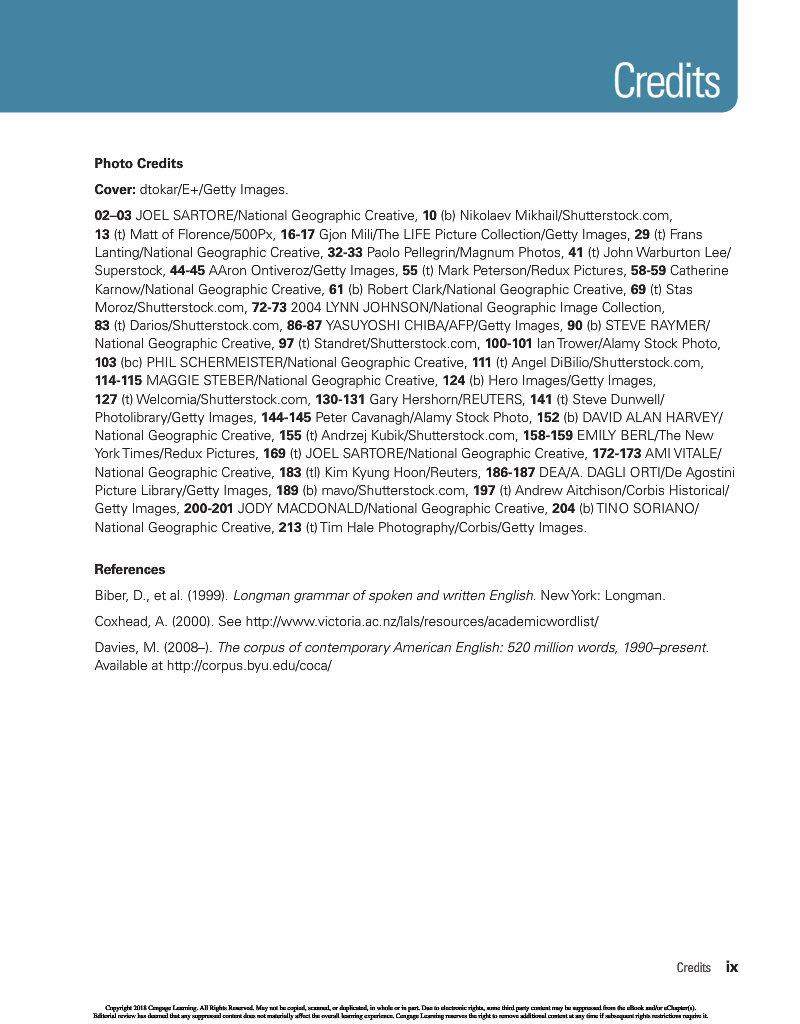 Credits
Photo Credits
Cover: dtokar/E+/Getty Images.
02–03 JOEL SARTORE/National Geographic Creative, 10 (b) Nikolaev Mikhail/Shutterstock.com,
13 (t) Matt of Florence/500Px, 16-17 Gjon Mili/The LIFE Picture Collection/Getty Images, 29 (t) Frans
Lanting/National Geographic Creative, 32-33 Paolo Pellegrin/Magnum Photos, 41 (t) John Warburton Lee/
Superstock, 44-45 AAron Ontiveroz/Getty Images, 55 (t) Mark Peterson/Redux Pictures, 58-59 Catherine
Karnow/National Geographic Creative, 61 (b) Robert Clark/National Geographic Creative, 69 (t) Stas
Moroz/Shutterstock.com, 72-73 2004 LYNN JOHNSON/National Geographic Image Collection,
83 (t) Darios/Shutterstock.com, 86-87 YASUYOSHI CHIBA/AFP/Getty Images, 90 (b) STEVE RAYMER/
National Geographic Creative, 97 (t) Standret/Shutterstock.com, 100-101 Ian Trower/Alamy Stock Photo,
103 (bc) PHIL SCHERMEISTER/National Geographic Creative, 111 (t) Angel DiBilio/Shutterstock.com,
114-115 MAGGIE STEBER/National Geographic Creative, 124 (b) Hero Images/Getty Images,
127 (t) Welcomia/Shutterstock.com, 130-131 Gary Hershorn/REUTERS, 141 (t) Steve Dunwell/
Photolibrary/Getty Images, 144-145 Peter Cavanagh/Alamy Stock Photo, 152 (b) DAVID ALAN HARVEY/
National Geographic Creative, 155 (t) Andrzej Kubik/Shutterstock.com, 158-159 EMILY BERL/The New
York Times/Redux Pictures, 169 (t) JOEL SARTORE/National Geographic Creative, 172-173 AMI VITALE/
National Geographic Creative, 183 (tl) Kim Kyung Hoon/Reuters, 186-187 DEA/A. DAGLI ORTI/De Agostini
Picture Library/Getty Images, 189 (b) mavo/Shutterstock.com, 197 (t) Andrew Aitchison/Corbis Historical/
Getty Images, 200-201 JODY MACDONALD/National Geographic Creative, 204 (b) TINO SORIANO/
National Geographic Creative, 213 (t) Tim Hale Photography/Corbis/Getty Images.
References
Biber, D., et al. (1999). Longman grammar of spoken and written English. New York: Longman.
Coxhead, A. (2000). See http://www.victoria.ac.nz/lals/resources/academicwordlist/
Davies, M. (2008–). The corpus of contemporary American English: 520 million words, 1990–present.
Available at http://corpus.byu.edu/coca/
Credits ix
Copyright 2018 Cengage Learning. All Rights Reserved. May not be copied, scanned, or duplicated, in whole or in part. Due to electronic rights, some third party content may be suppressed from the eBook and/or eChapter(s).
Editorial review has deemed that any suppressed content does not materially affect the overall learning experience. Cengage Learning reserves the right to remove additional content at any time if subsequent rights restrictions require it.